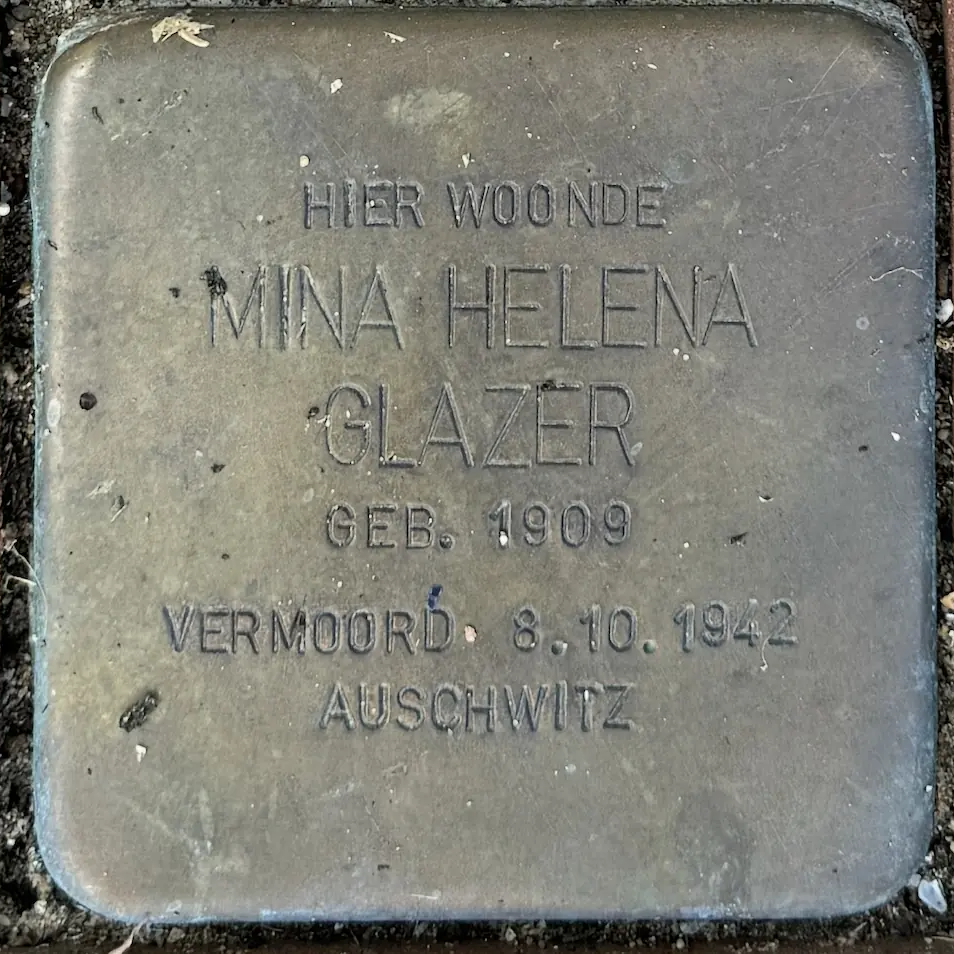 HIER WOONDE
MINA HELENA
GLAZER
GEB. 1909
VERMOORD 8.10.1942
AUSCHWITZ